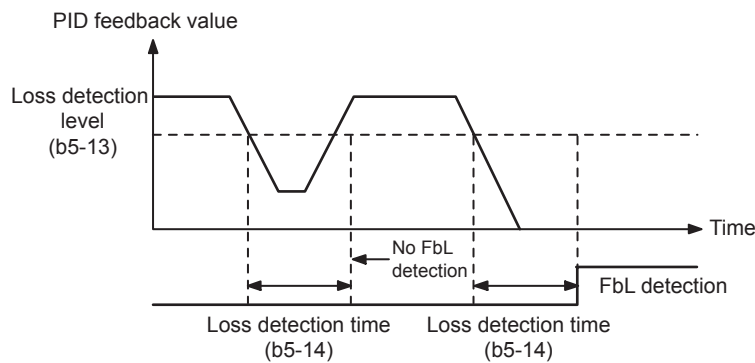 PID feedback value
Loss detection
level
(b5-13)
Time
No FbL
detection
FbL detection
Loss detection time
(b5-14)
Loss detection time
(b5-14)